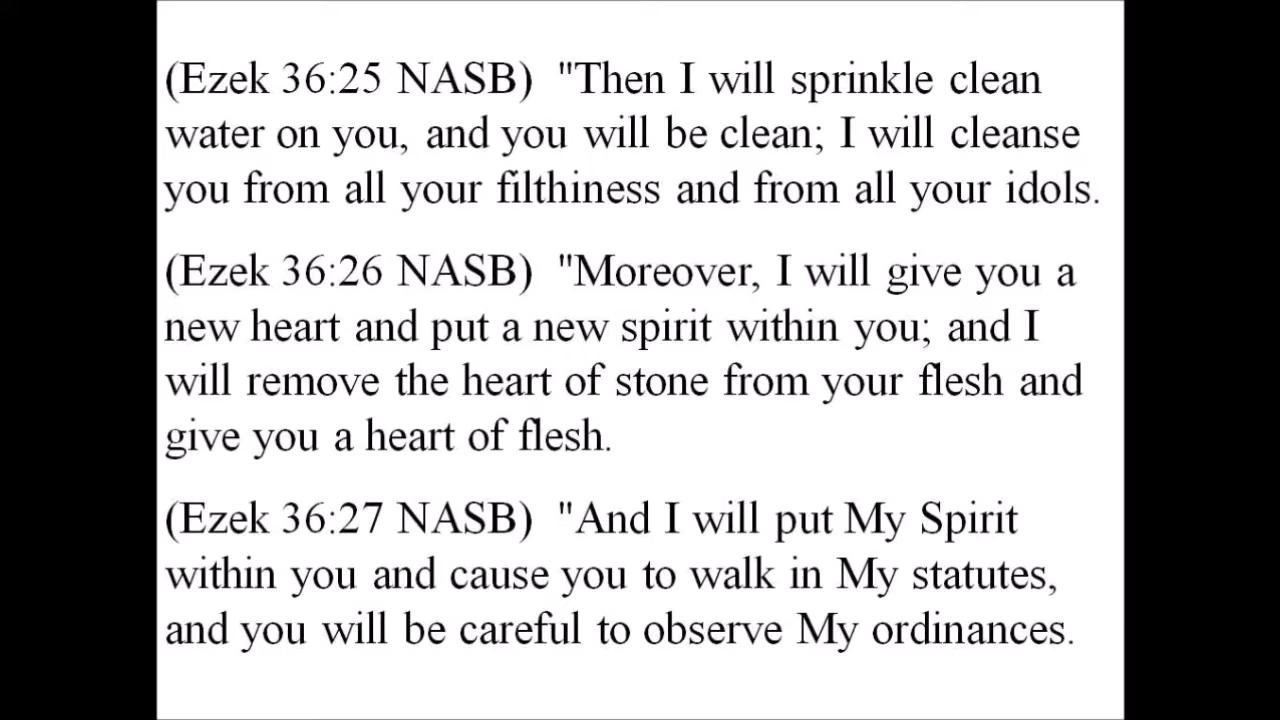 (Ezek 36:25 NASB)  "Then I will sprinkle clean
water on you, and you will be clean; I will cleanse
you from all your filthiness and from all your idols.
(Ezek 36:26 NASB)  "Moreover, I will give you a
new heart and put a new spirit within you; and I
will remove the heart of stone from your flesh and
give you a heart of flesh.
(Ezek 36:27 NASB)  "And I will put My Spirit
within you and cause you to walk in My statutes,
and you will be careful to observe My ordinances.